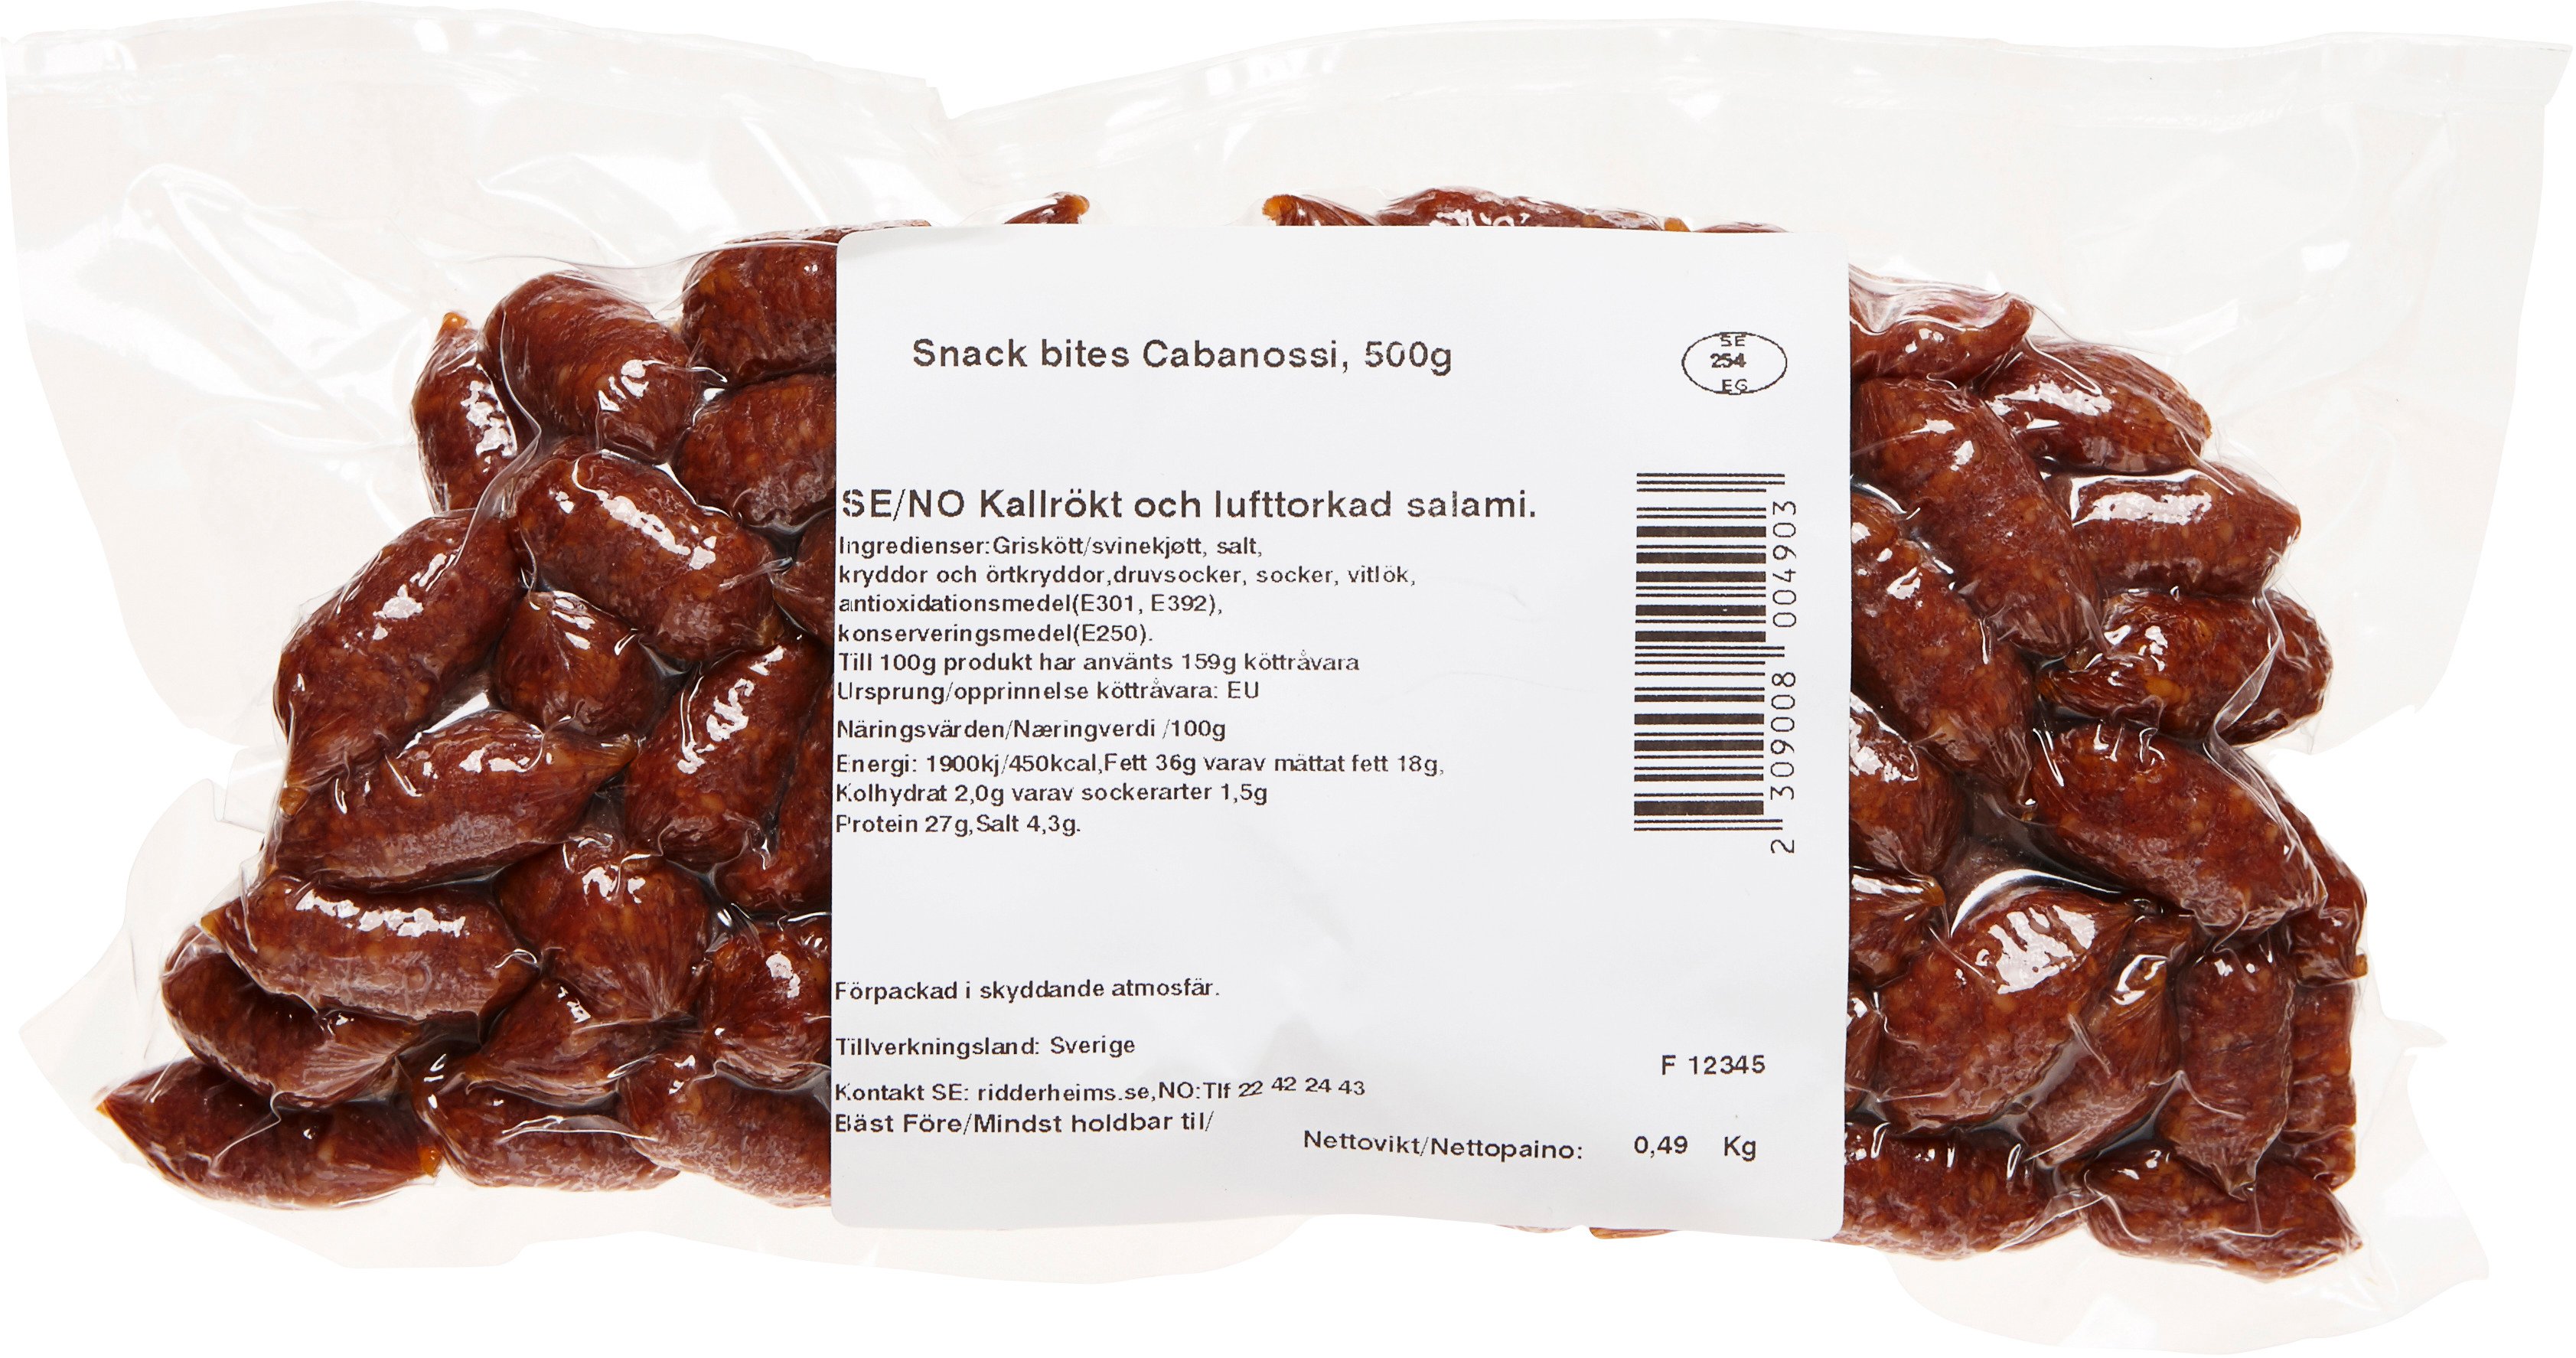 Snack bites Cabanossi, 500g
SE
254
EG
SE/NO Kallrökt och lufttorkad salami.
Ingredienser:Griskött/svinekjøtt, salt,
kryddor och örtkryddor,druvsocker, socker, vitlök,
antioxidationsmedel(E301, E392),
konserveringsmedel(E250).
Till 100g produkt har använts 159g köttråvara
Ursprung/opprinnelse köttråvara: EU
Näringsvärden/Næringverdi /100g
Energi: 1900kj/450kcal,Fett 36g varav mättat fett 18g,
Kolhydrat 2,0g varav sockerarter 1,5g
Protein 27g,Salt 4,3g.
2 309008 004903
Förpackad i skyddande atmosfär.
Tillverkningsland: Sverige
F 12345
Kontakt SE: ridderheims.se,NO:Tlf 22 42 24 43
Bäst Före/Mindst holdbar til/
Nettovikt/Nettopaino: 0,49 Kg